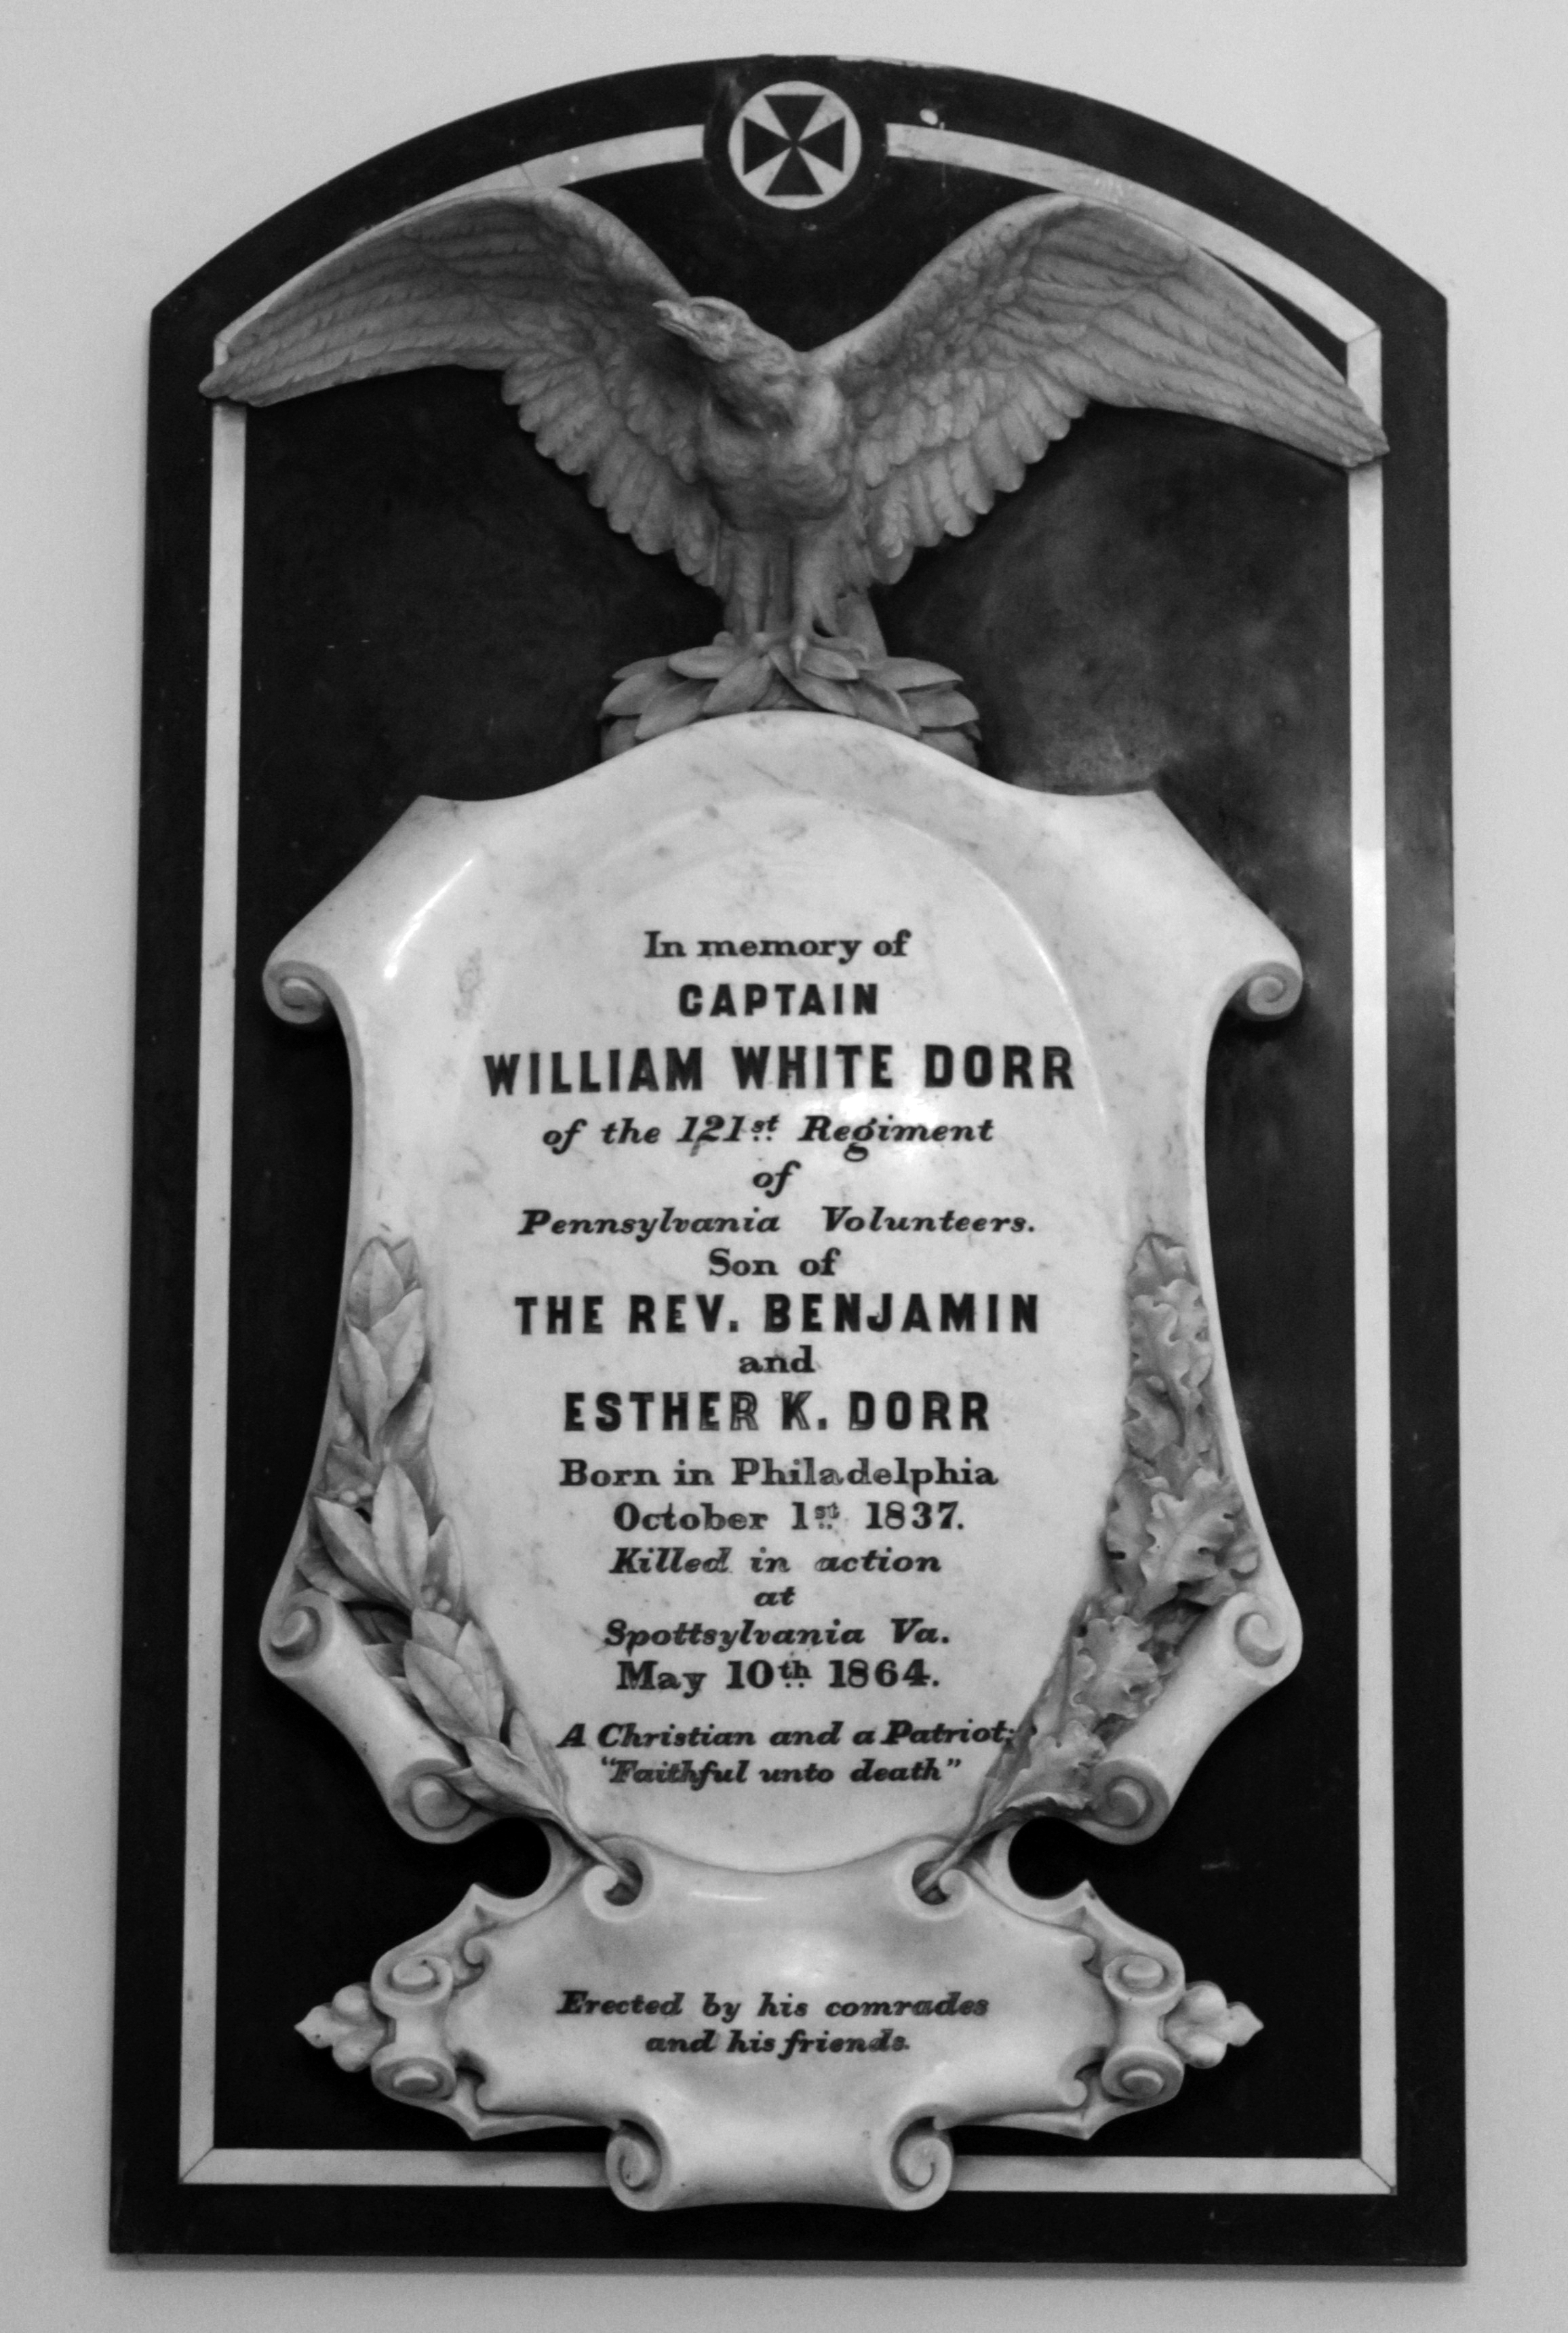 In memory of
CAPTAIN
WILLIAM WHITE DORR
of the 121st Regiment
of
Pennsylvania Volunteers.
Son of
THE REV. BENJAMIN
and
ESTHER K. DORR
Born in Philadelphia
October 1st 1837.
Killed in action
at
Spottsylvania Va.
May 10th 1864.
A Christian and a Patriot;
"Faithful unto death"
Erected by his comrades
and his friends.